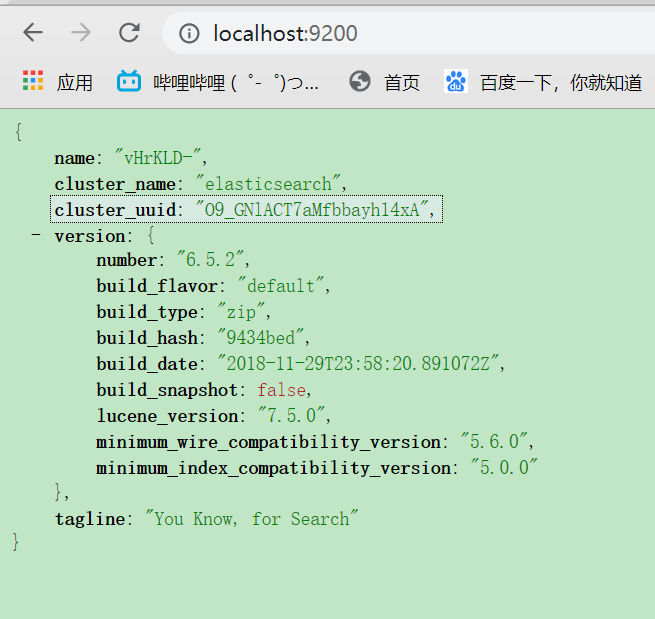 localhost:9200
应用 哔哩哔哩 ( ゜- ゜)つ... 首页 du 百度一下，你就知道
{
name: "vHrKLD-",
cluster_name: "elasticsearch",
cluster_uuid: "O9_GNlACT7aMfbbayhl4xA",
- version: {
number: "6.5.2",
build_flavor: "default",
build_type: "zip",
build_hash: "9434bed",
build_date: "2018-11-29T23:58:20.891072Z",
build_snapshot: false,
lucene_version: "7.5.0",
minimum_wire_compatibility_version: "5.6.0",
minimum_index_compatibility_version: "5.0.0"
},
tagline: "You Know, for Search"
}